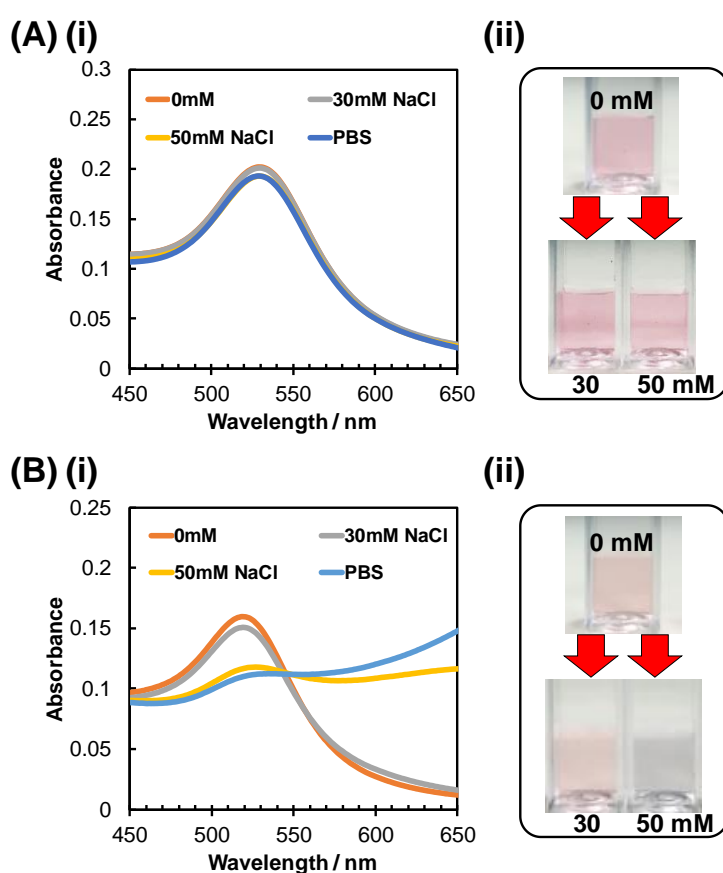 (A) (i)
(ii)
0.3
0.25
0.2
0.15
0.1
0.05
0
Absorbance
0mM
30mM NaCl
50mM NaCl
PBS
450 500 550 600 650
Wavelength / nm
0 mM
30 50 mM
(B) (i)
(ii)
0.25
0.2
0.15
0.1
0.05
0
Absorbance
0mM
30mM NaCl
50mM NaCl
PBS
450 500 550 600 650
Wavelength / nm
0 mM
30 50 mM